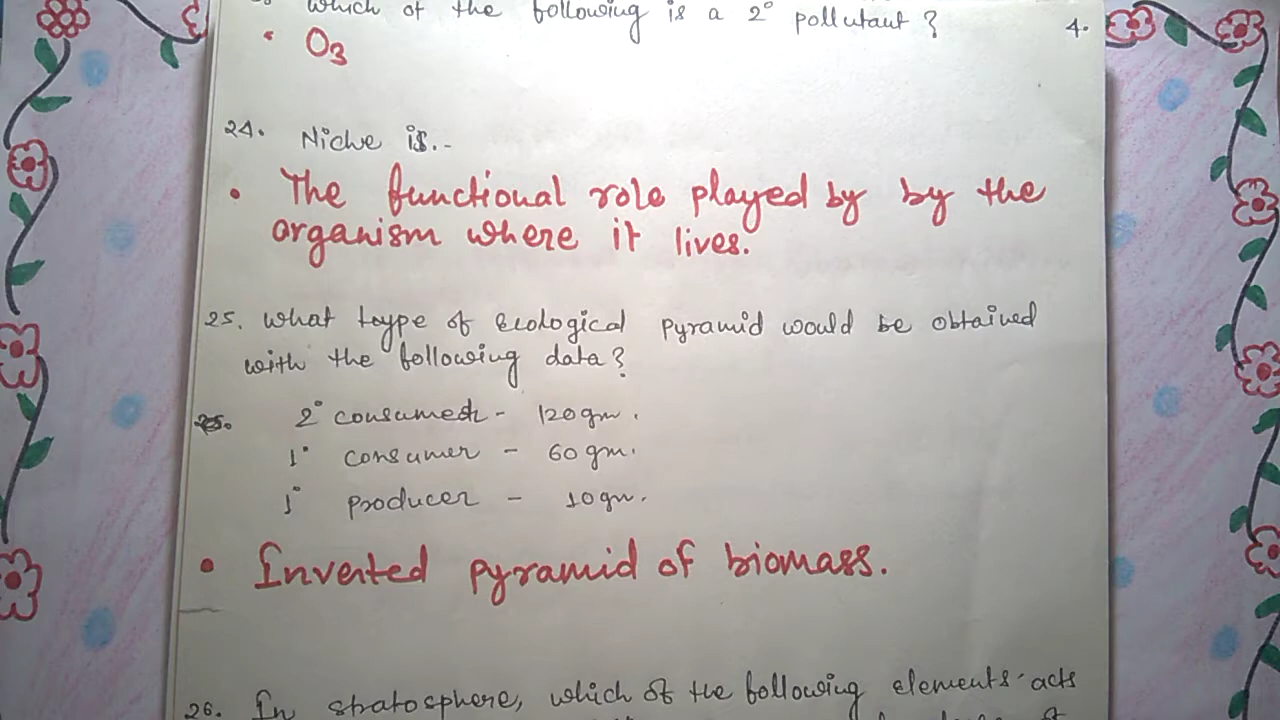 which of the following is a 2° pollutant ?
4.
• O3
24. Niche is.-
• The functional role played by by the
organism where it lives.
25. What type of Ecological pyramid would be obtained
with the following data ?
2° consumer - 120gm.
1° consumer - 60gm.
1° producer - 10gm.
• Inverted pyramid of biomass.
26. In stratosphere, which of the following elements acts